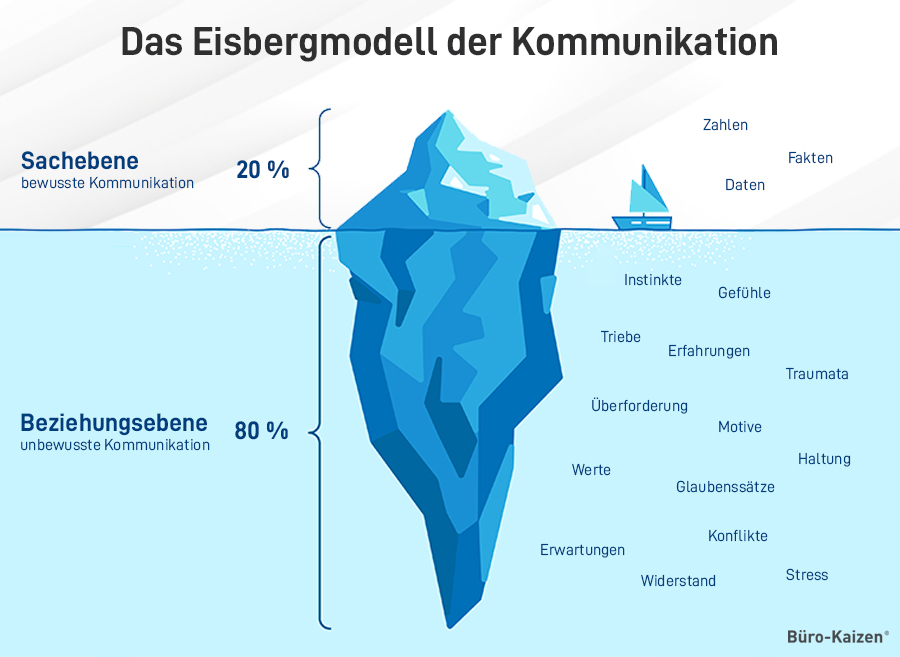 Das Eisbergmodell der Kommunikation
Sachebene
bewusste Kommunikation
20 %
Zahlen
Fakten
Daten
Beziehungsebene
unbewusste Kommunikation
80 %
Instinkte
Gefühle
Triebe
Erfahrungen
Traumata
Überforderung
Motive
Haltung
Werte
Glaubenssätze
Konflikte
Erwartungen
Stress
Widerstand
Büro-Kaizen®